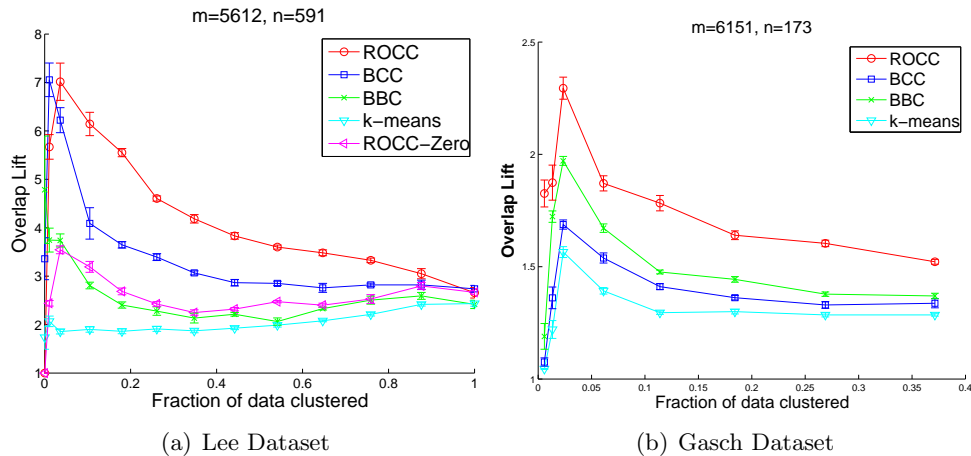 m=5612, n=591
8
7
6
5
4
3
2
1
0
0.2
0.4
0.6
0.8
1
Overlap Lift
Fraction of data clustered
ROCC
BCC
BBC
k-means
ROCC-Zero
(a) Lee Dataset
m=6151, n=173
2.5
2
1.5
1
0
0.05
0.1
0.15
0.2
0.25
0.3
0.35
0.4
Overlap Lift
Fraction of data clustered
ROCC
BCC
BBC
k-means
(b) Gasch Dataset